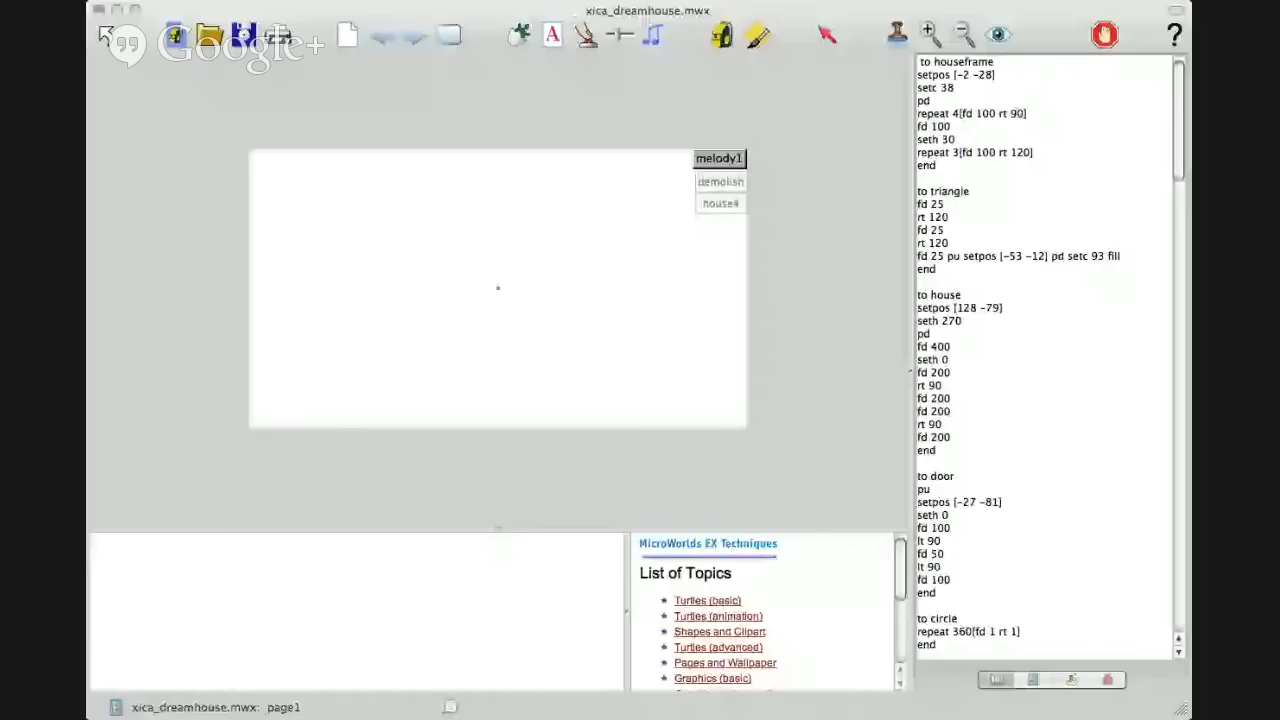 xica_dreamhouse.mwx
Google+
A
?
melody1
demolish
house4
to houseframe
setpos [-2 -28]
setc 38
pd
repeat 4[fd 100 rt 90]
fd 100
seth 30
repeat 3[fd 100 rt 120]
end
to triangle
fd 25
rt 120
fd 25
rt 120
fd 25 pu setpos [-53 -12] pd setc 93 fill
end
to house
setpos [128 -79]
seth 270
pd
fd 400
seth 0
fd 200
rt 90
fd 200
fd 200
rt 90
fd 200
end
to door
pu
setpos [-27 -81]
seth 0
fd 100
lt 90
fd 50
lt 90
fd 100
end
to circle
repeat 360[fd 1 rt 1]
end
MicroWorlds EX Techniques
List of Topics
Turtles (basic)
Turtles (animation)
Shapes and Clipart
Turtles (advanced)
Pages and Wallpaper
Graphics (basic)
xica_dreamhouse.mwx: page1